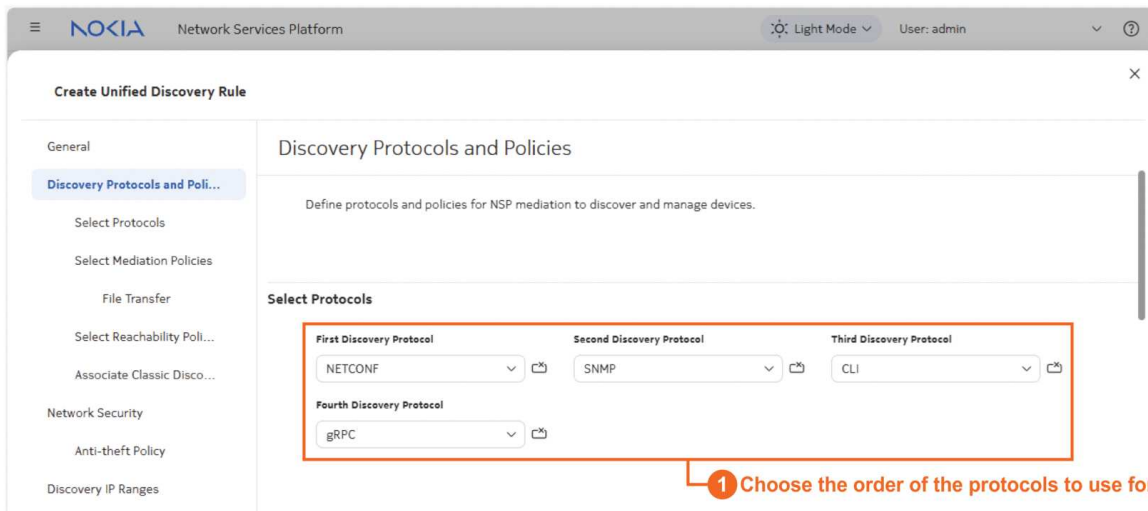 NOKIA Network Services Platform Light Mode User: admin
Create Unified Discovery Rule
General
Discovery Protocols and Poli...
Select Protocols
Select Mediation Policies
File Transfer
Select Reachability Poli...
Associate Classic Disco...
Network Security
Anti-theft Policy
Discovery IP Ranges
Discovery Protocols and Policies
Define protocols and policies for NSP mediation to discover and manage devices.
Select Protocols
First Discovery Protocol Second Discovery Protocol Third Discovery Protocol
NETCONF SNMP CLI
Fourth Discovery Protocol
gRPC
1 Choose the order of the protocols to use fo